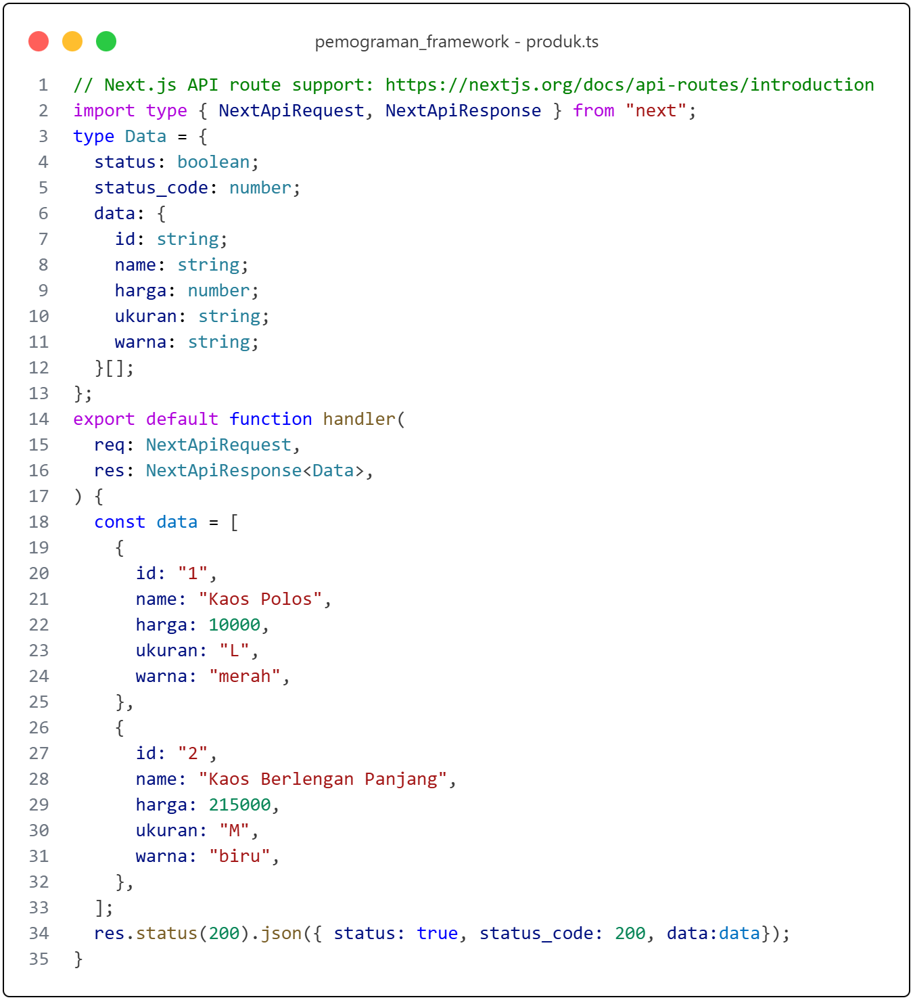 pemograman_framework - produk.ts
1 // Next.js API route support: https://nextjs.org/docs/api-routes/introduction
2 import type { NextApiRequest, NextApiResponse } from "next";
3 type Data = {
4   status: boolean;
5   status_code: number;
6   data: {
7     id: string;
8     name: string;
9     harga: number;
10     ukuran: string;
11     warna: string;
12   }[];
13 };
14 export default function handler(
15   req: NextApiRequest,
16   res: NextApiResponse<Data>,
17 ) {
18   const data = [
19     {
20       id: "1",
21       name: "Kaos Polos",
22       harga: 10000,
23       ukuran: "L",
24       warna: "merah",
25     },
26     {
27       id: "2",
28       name: "Kaos Berlengan Panjang",
29       harga: 215000,
30       ukuran: "M",
31       warna: "biru",
32     },
33   ];
34   res.status(200).json({ status: true, status_code: 200, data:data});
35 }